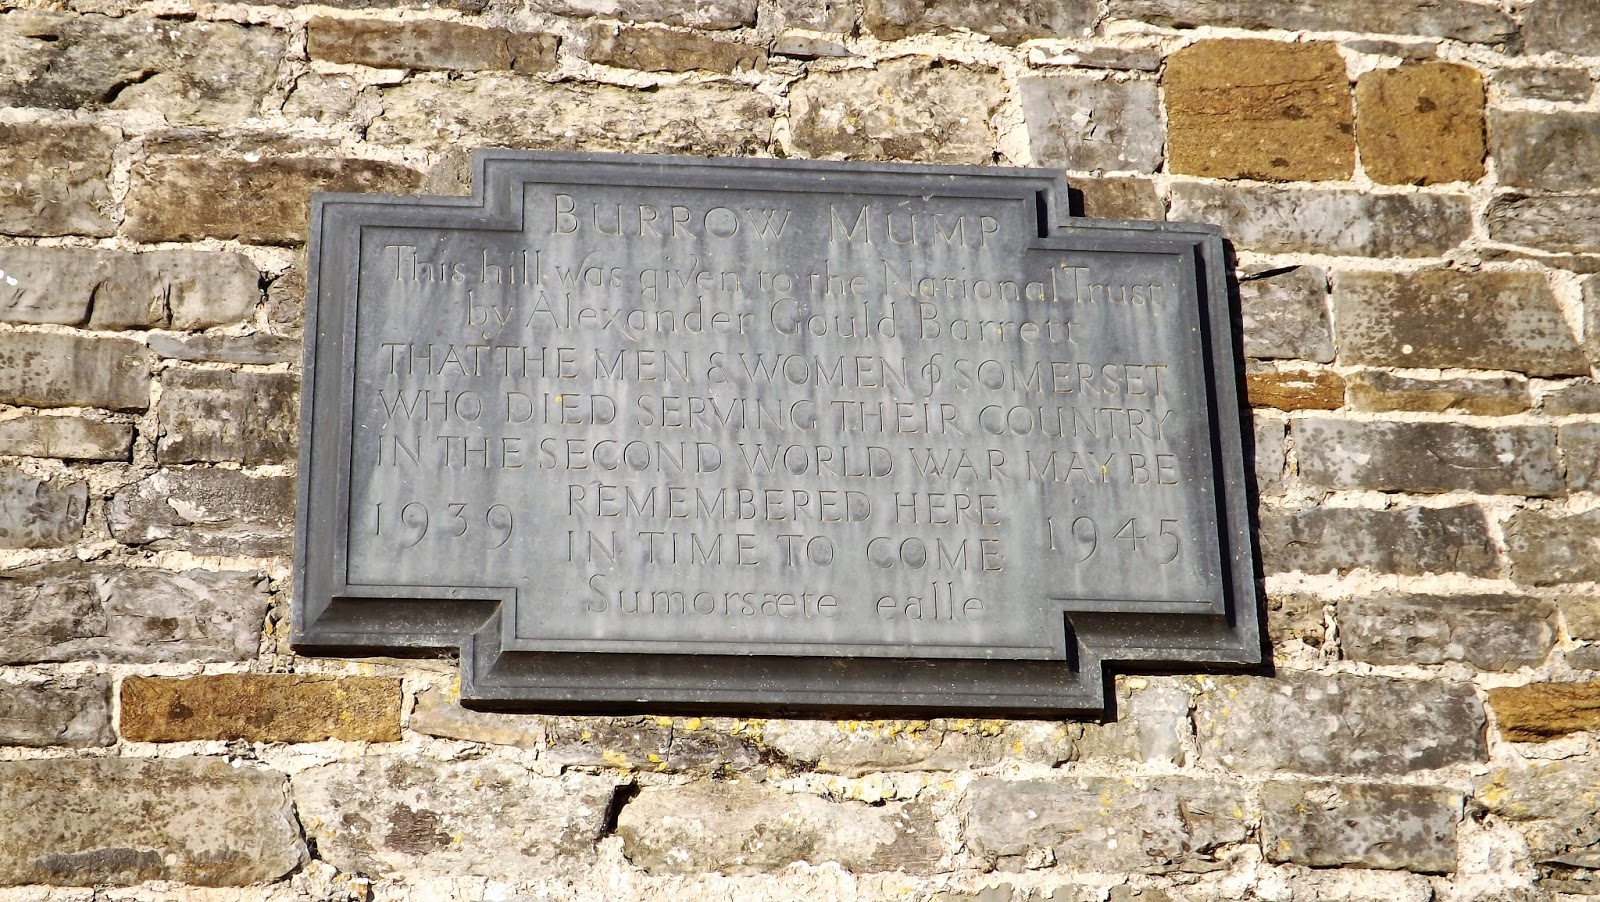 BURROW MUMP
This hill was given to the National Trust
by Alexander Gould Barrett
THAT THE MEN & WOMEN of SOMERSET
WHO DIED SERVING THEIR COUNTRY
IN THE SECOND WORLD WAR MAY BE
REMEMBERED HERE
1939 IN TIME TO COME 1945
Sumorsæte ealle